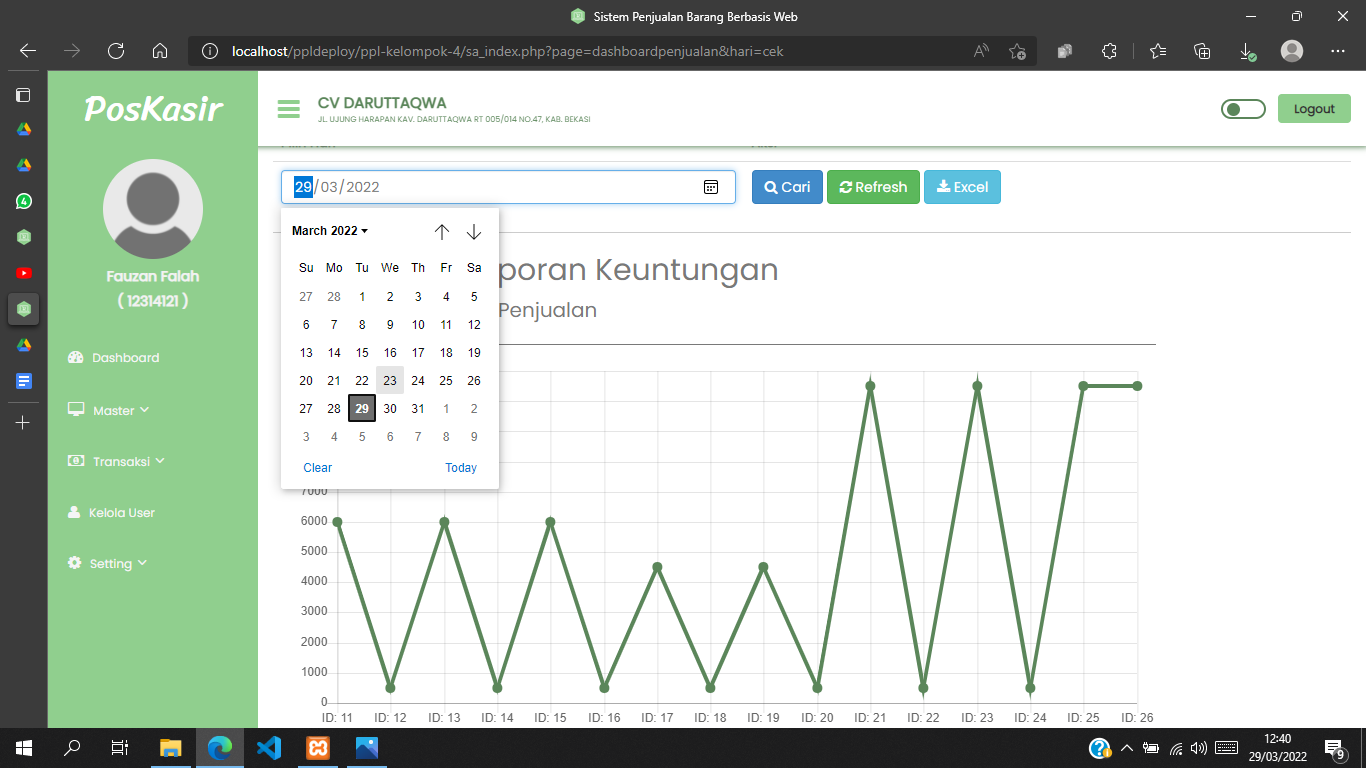 Sistem Penjualan Barang Berbasis Web
localhost/ppldeploy/ppl-kelompok-4/sa_index.php?page=dashboardpenjualan&hari=cek
PosKasir
Fauzan Falah
( 12314121 )
Dashboard
Master
Transaksi
Kelola User
Setting
CV DARUTTAQWA
JL. UJUNG HARAPAN KAV. DARUTTAQWA RT 005/014 NO.47, KAB. BEKASI
Logout
29/03/2022
Cari
Refresh
Excel
March 2022
Su Mo Tu We Th Fr Sa
27 28 1 2 3 4 5
6 7 8 9 10 11 12
13 14 15 16 17 18 19
20 21 22 23 24 25 26
27 28 29 30 31 1 2
3 4 5 6 7 8 9
Clear Today
poran Keuntungan
Penjualan
7000
6000
5000
4000
3000
2000
1000
0
ID: 11 ID: 12 ID: 13 ID: 14 ID: 15 ID: 16 ID: 17 ID: 18 ID: 19 ID: 20 ID: 21 ID: 22 ID: 23 ID: 24 ID: 25 ID: 26
4
12:40
29/03/2022
9